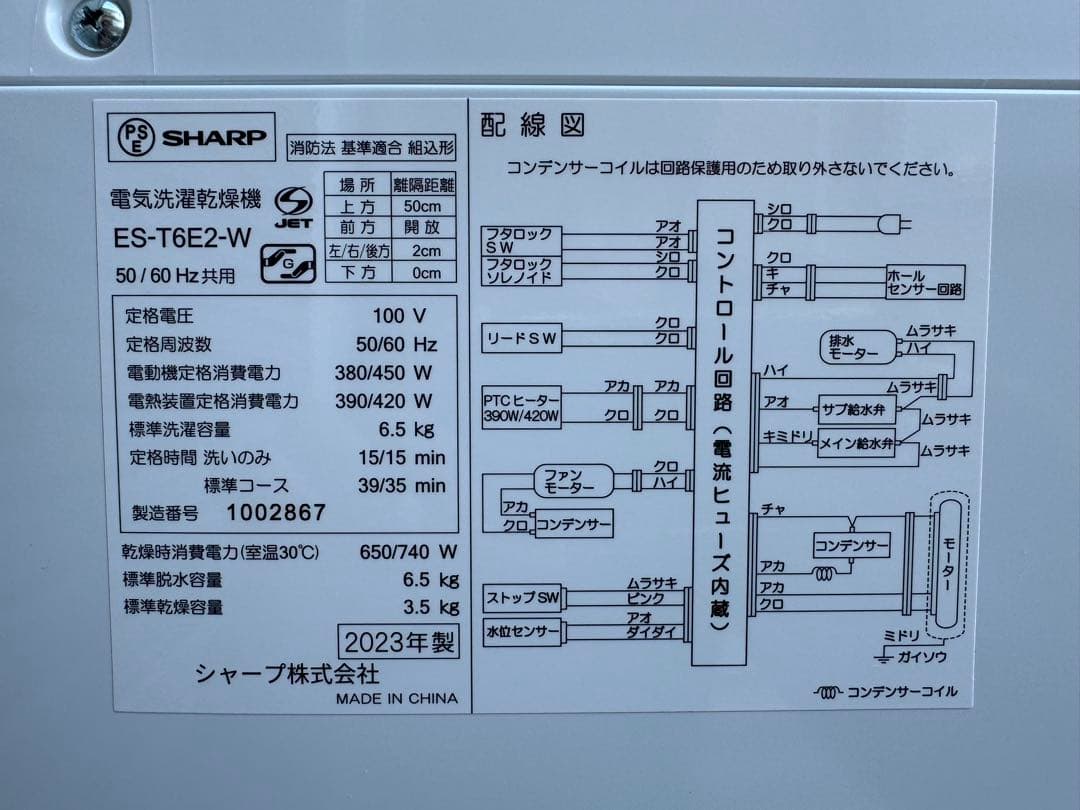 PS
E
SHARP
消防法 基準適合 組込形
電気洗濯乾燥機
JET
ES-T6E2-W
G
50/60 Hz共用
場所 離隔距離
上方 50cm
前方 開放
左/右/後方 2cm
下方 0cm
定格電圧 100 V
定格周波数 50/60 Hz
電動機定格消費電力 380/450 W
電熱装置定格消費電力 390/420 W
標準洗濯容量 6.5 kg
定格時間 洗いのみ 15/15 min
標準コース 39/35 min
製造番号 1002867
乾燥時消費電力(室温30℃) 650/740 W
標準脱水容量 6.5 kg
標準乾燥容量 3.5 kg
2023年製
シャープ株式会社
MADE IN CHINA
配線図
コンデンサーコイルは回路保護用のため取り外さないでください。
フタロック
SW
アオ
アオ
フタロック
ソレノイド
シロ
クロ
リードSW
クロ
クロ
PTCヒーター
390W/420W
アカ
クロ
アカ
クロ
ファン
モーター
クロ
ハイ
アカ
クロ
コンデンサー
ストップSW
ムラサキ
ピンク
水位センサー
アオ
ダイダイ
コントロール回路(電流ヒューズ内蔵)
シロ
クロ
クロ
キ
チャ
ホール
センサー回路
排水
モーター
ムラサキ
ハイ
ハイ
ムラサキ
アオ
サブ給水弁
ムラサキ
キミドリ
メイン給水弁
ムラサキ
チャ
コンデンサー
アカ
アカ
クロ
モーター
ミドリ
ガイソウ
コンデンサーコイル